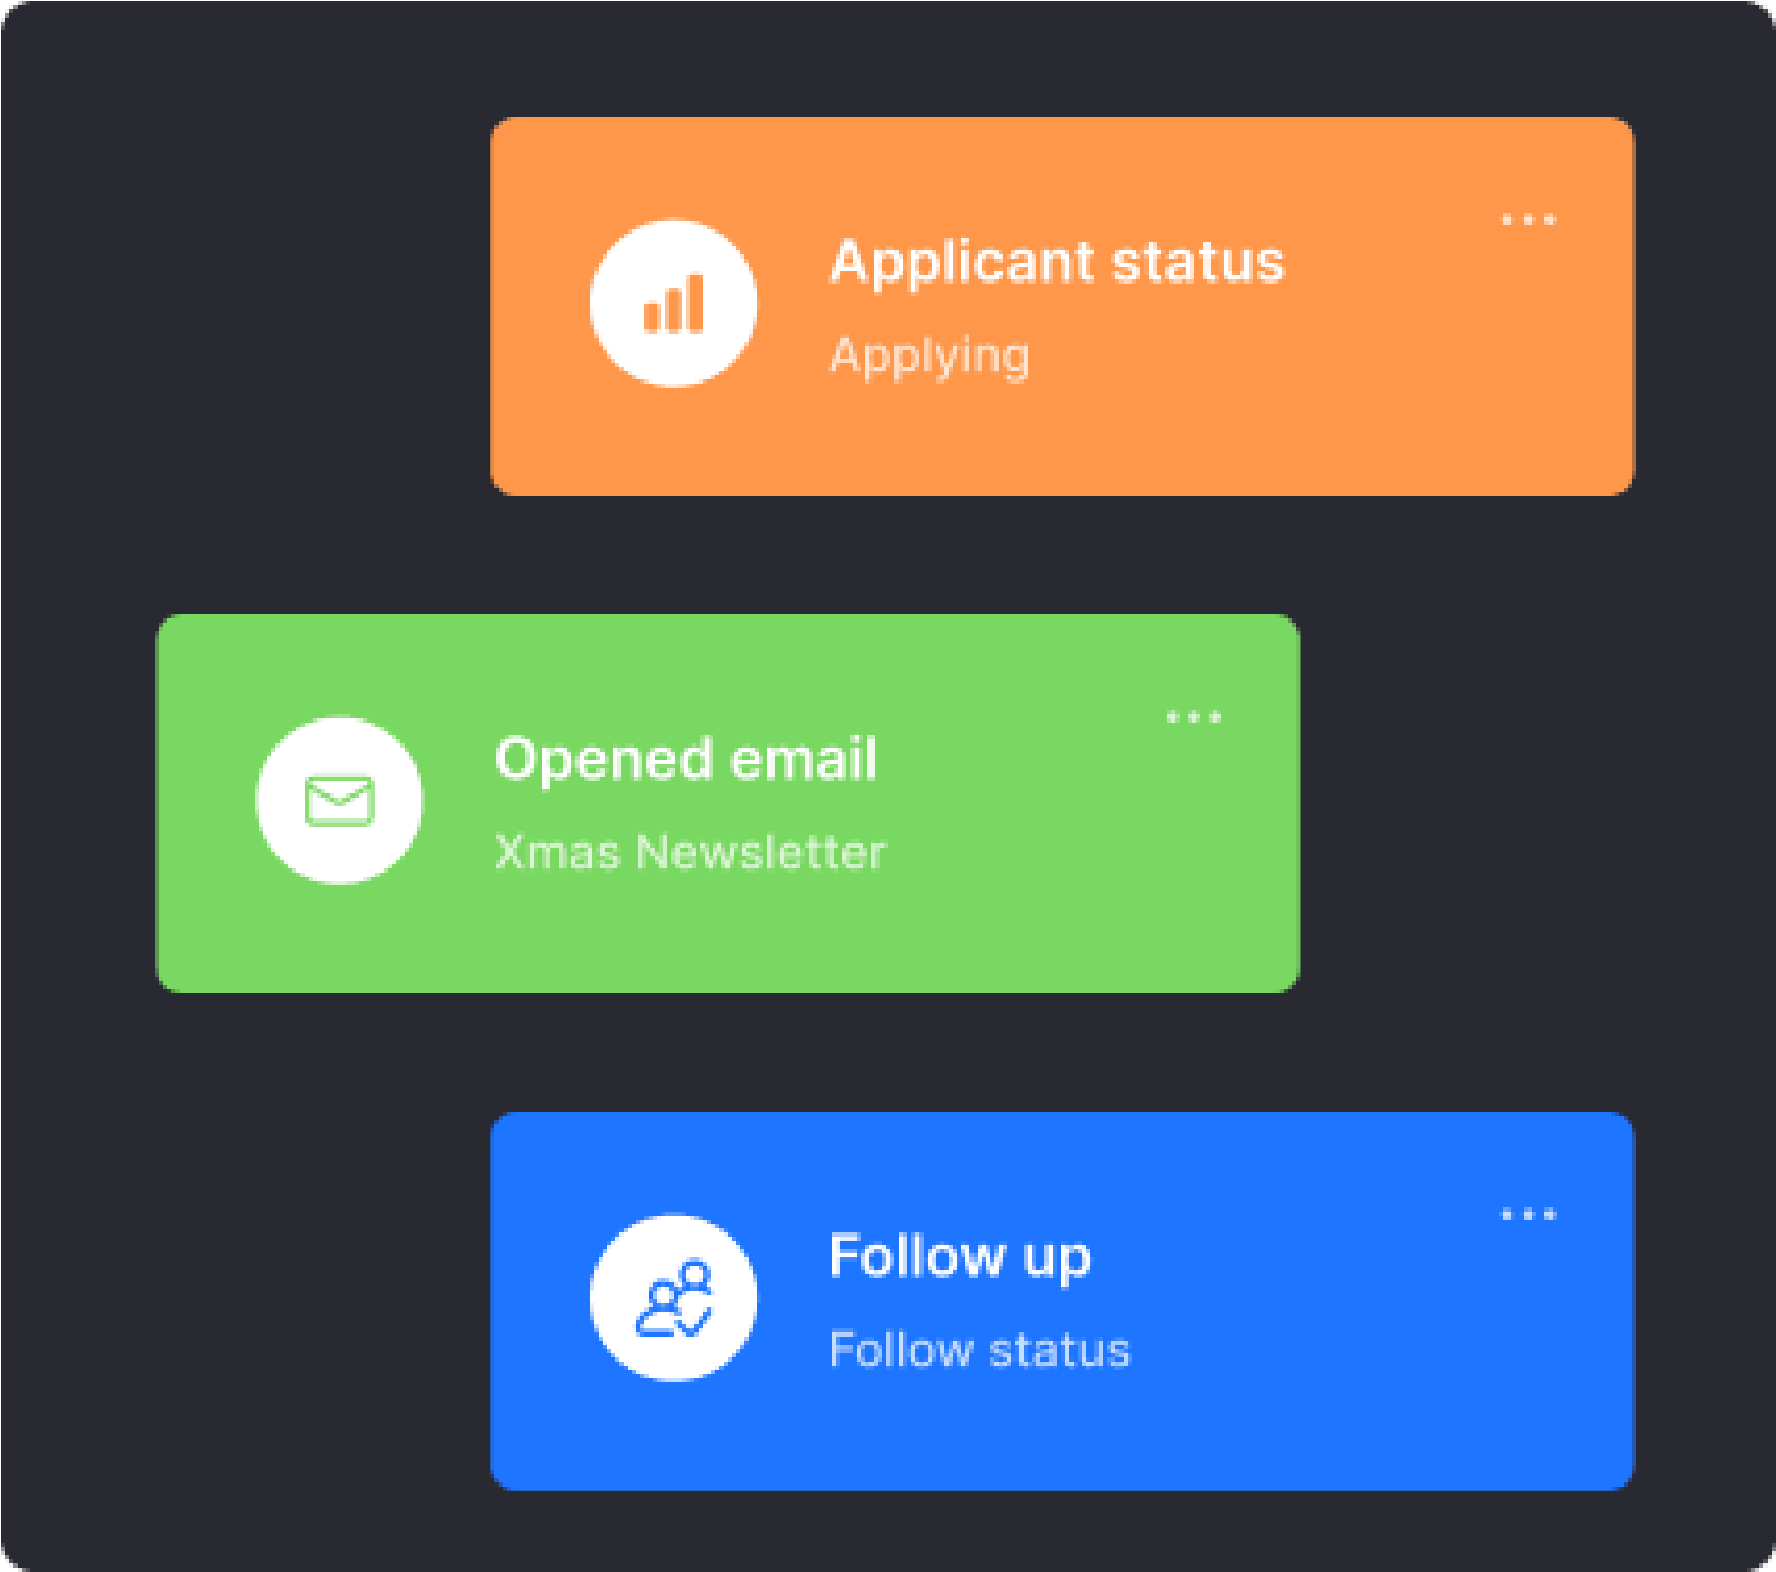 Applicant status
Applying
Opened email
Xmas Newsletter
Follow up
Follow status